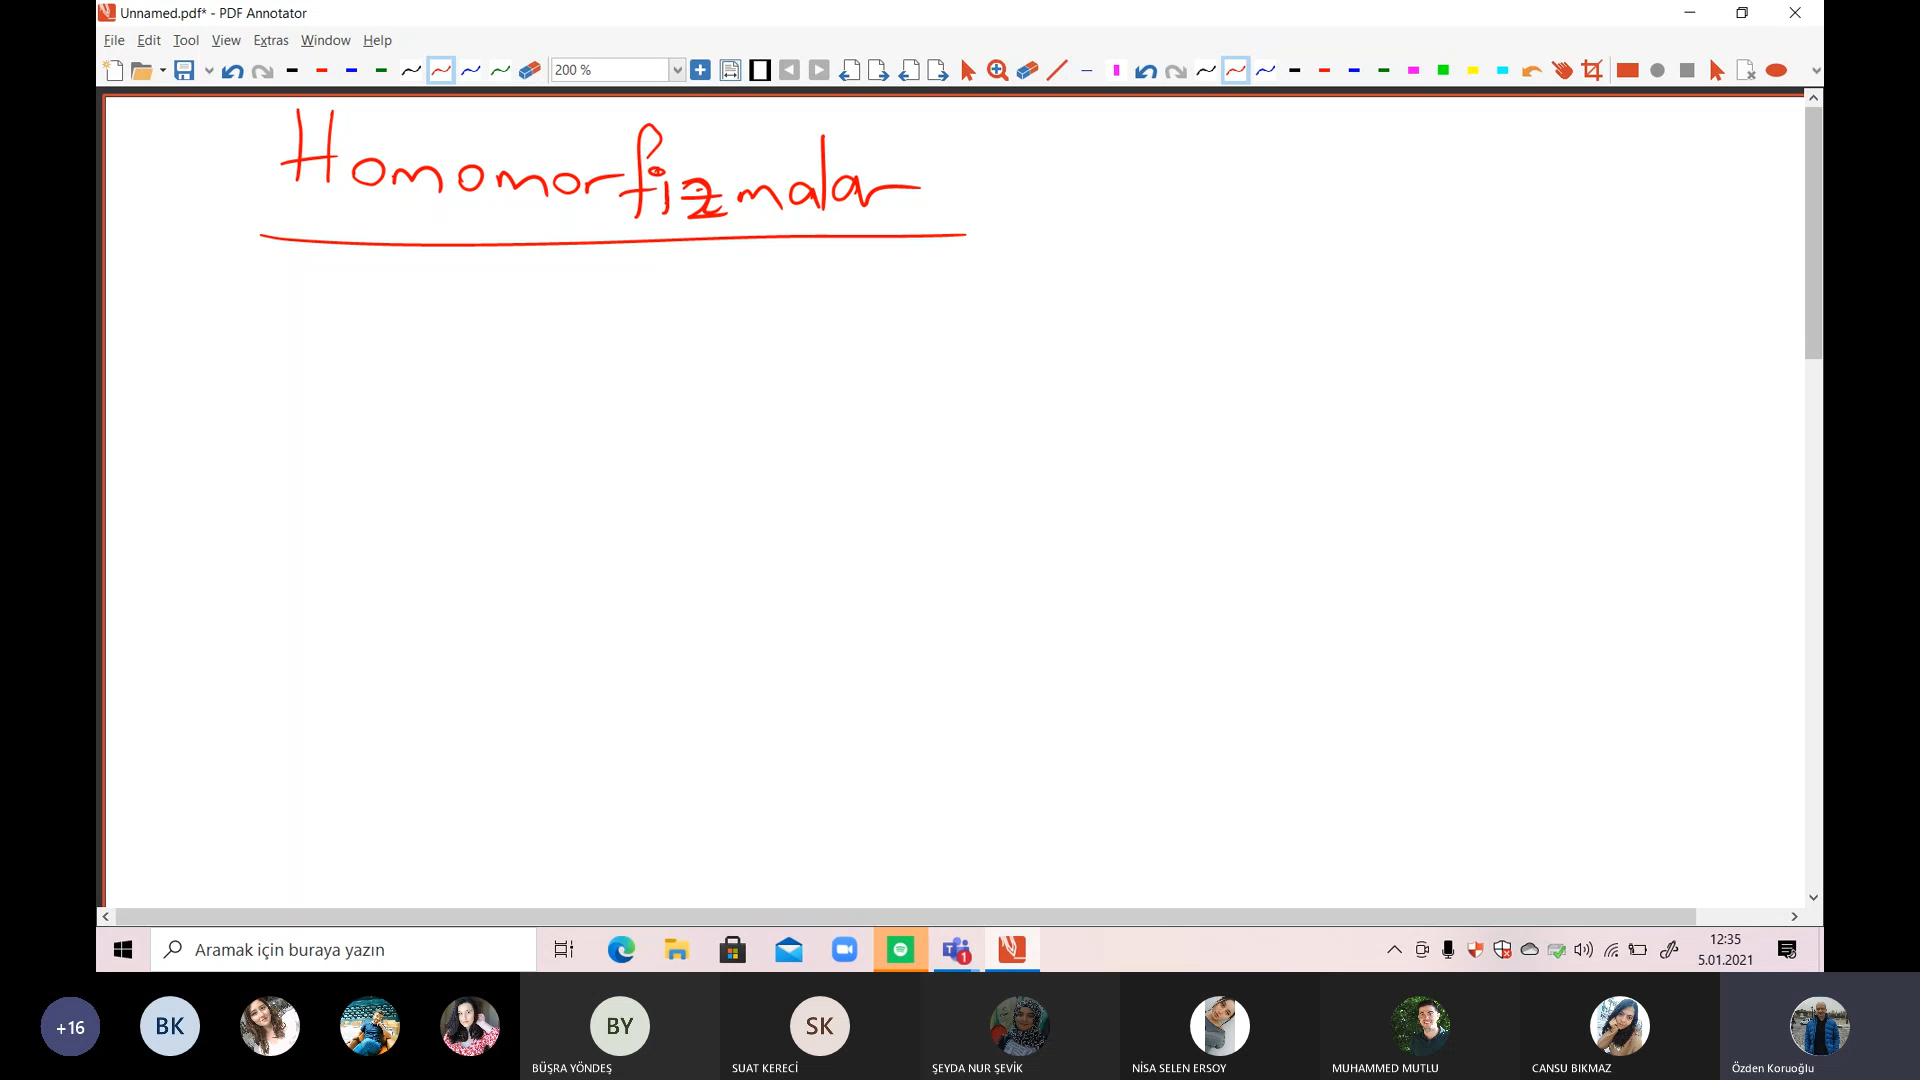 Unnamed.pdf* - PDF Annotator
File Edit Tool View Extras Window Help
200 %
Homomorfizmalar
Aramak için buraya yazın
1
12:35
5.01.2021
+16
BK
BY
SK
BÜŞRA YÖNDEŞ
SUAT KERECİ
ŞEYDA NUR ŞEVİK
NİSA SELEN ERSOY
MUHAMMED MUTLU
CANSU BIKMAZ
Özden Koruoğlu